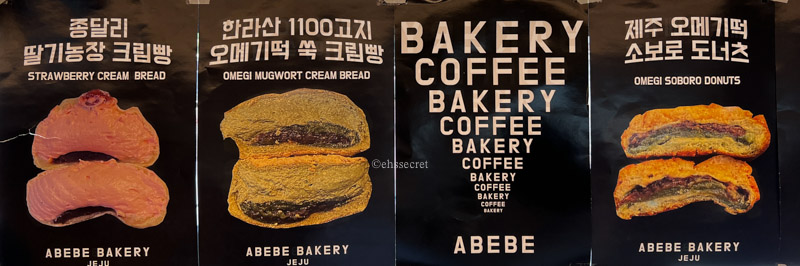 종달리
딸기농장 크림빵
STRAWBERRY CREAM BREAD
ABEBE BAKERY
JEJU
한라산 1100고지
오메기떡 쑥 크림빵
OMEGI MUGWORT CREAM BREAD
ABEBE BAKERY
JEJU
BAKERY
COFFEE
BAKERY
COFFEE
BAKERY
COFFEE
BAKERY
COFFEE
BAKERY
COFFEE
BAKERY
ABEBE
제주 오메기떡
소보로 도너츠
OMEGI SOBORO DONUTS
ABEBE BAKERY
JEJU
©ehssecret